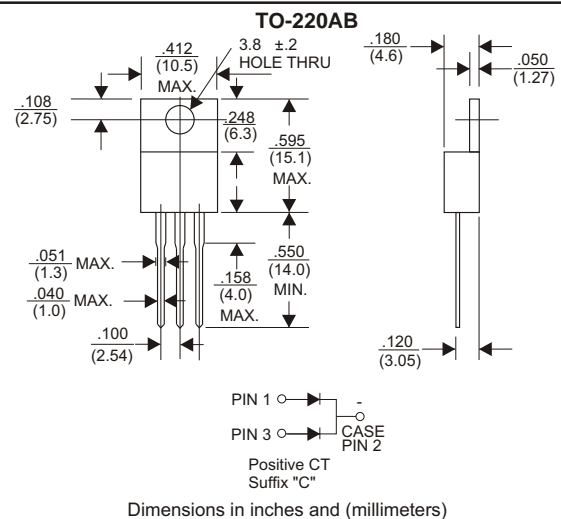 TO-220AB
.412
(10.5)
MAX.
3.8 ±.2
HOLE THRU
.180
(4.6)
.050
(1.27)
.108
(2.75)
.248
(6.3)
.595
(15.1)
MAX.
.051
(1.3) MAX.
.040
(1.0) MAX.
.158
(4.0)
MAX.
.550
(14.0)
MIN.
.100
(2.54)
.120
(3.05)
PIN 1
-
PIN 3
CASE
PIN 2
Positive CT
Suffix "C"
Dimensions in inches and (millimeters)